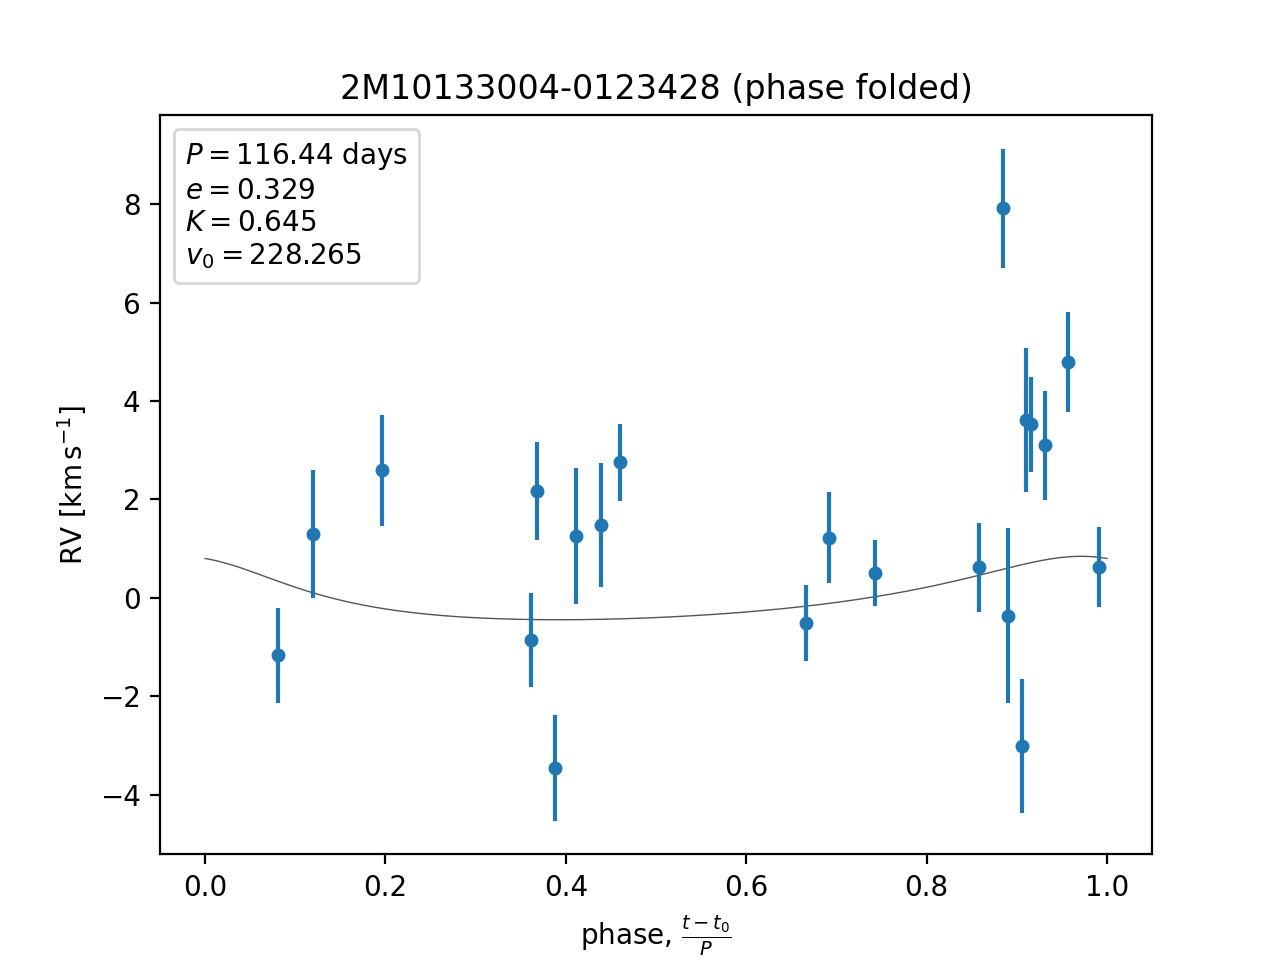 2M10133004-0123428 (phase folded)
P = 116.44 days
e = 0.329
K = 0.645
v₀ = 228.265
8
6
4
2
0
−2
−4
RV [km s⁻¹]
0.0 0.2 0.4 0.6 0.8 1.0
phase, (t − t₀)/P